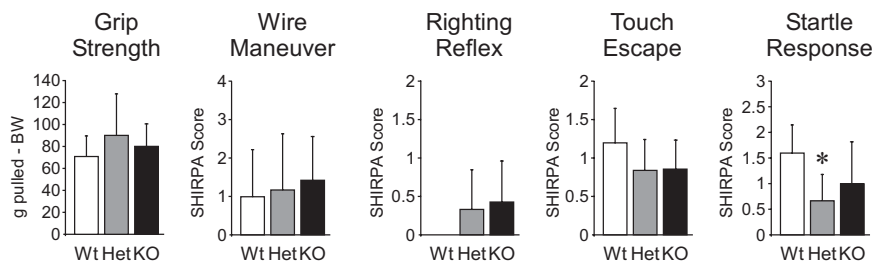 Grip
Strength
g pulled - BW
140
120
100
80
60
40
20
0
Wt Het KO
Wire
Maneuver
SHIRPA Score
4
3
2
1
0
Wt Het KO
Righting
Reflex
SHIRPA Score
2
1.5
1
0.5
0
Wt Het KO
Touch
Escape
SHIRPA Score
2
1.5
1
0.5
0
Wt Het KO
Startle
Response
SHIRPA Score
3
2.5
2
1.5
1
0.5
0
*
Wt Het KO